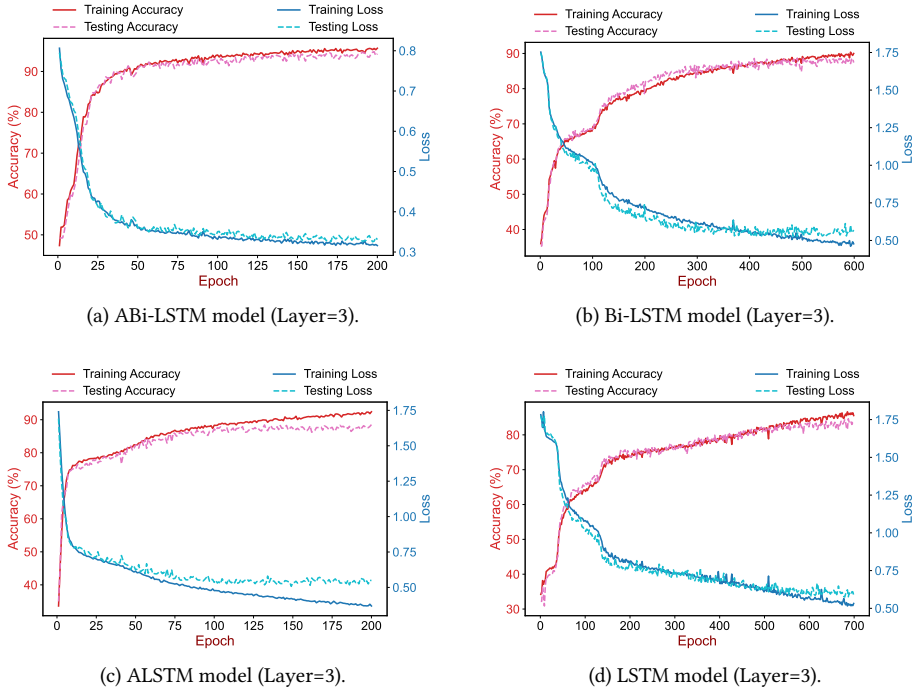 Training Accuracy Training Loss
Testing Accuracy Testing Loss
Accuracy (%)
90
80
70
60
50
0.8
0.7
0.6
0.5
0.4
0.3
Loss
0 25 50 75 100 125 150 175 200
Epoch
(a) ABi-LSTM model (Layer=3).
Training Accuracy Training Loss
Testing Accuracy Testing Loss
Accuracy (%)
90
80
70
60
50
40
1.75
1.50
1.25
1.00
0.75
0.50
Loss
0 100 200 300 400 500 600
Epoch
(b) Bi-LSTM model (Layer=3).
Training Accuracy Training Loss
Testing Accuracy Testing Loss
Accuracy (%)
90
80
70
60
50
40
1.75
1.50
1.25
1.00
0.75
0.50
Loss
0 25 50 75 100 125 150 175 200
Epoch
(c) ALSTM model (Layer=3).
Training Accuracy Training Loss
Testing Accuracy Testing Loss
Accuracy (%)
80
70
60
50
40
30
1.75
1.50
1.25
1.00
0.75
0.50
Loss
0 100 200 300 400 500 600 700
Epoch
(d) LSTM model (Layer=3).